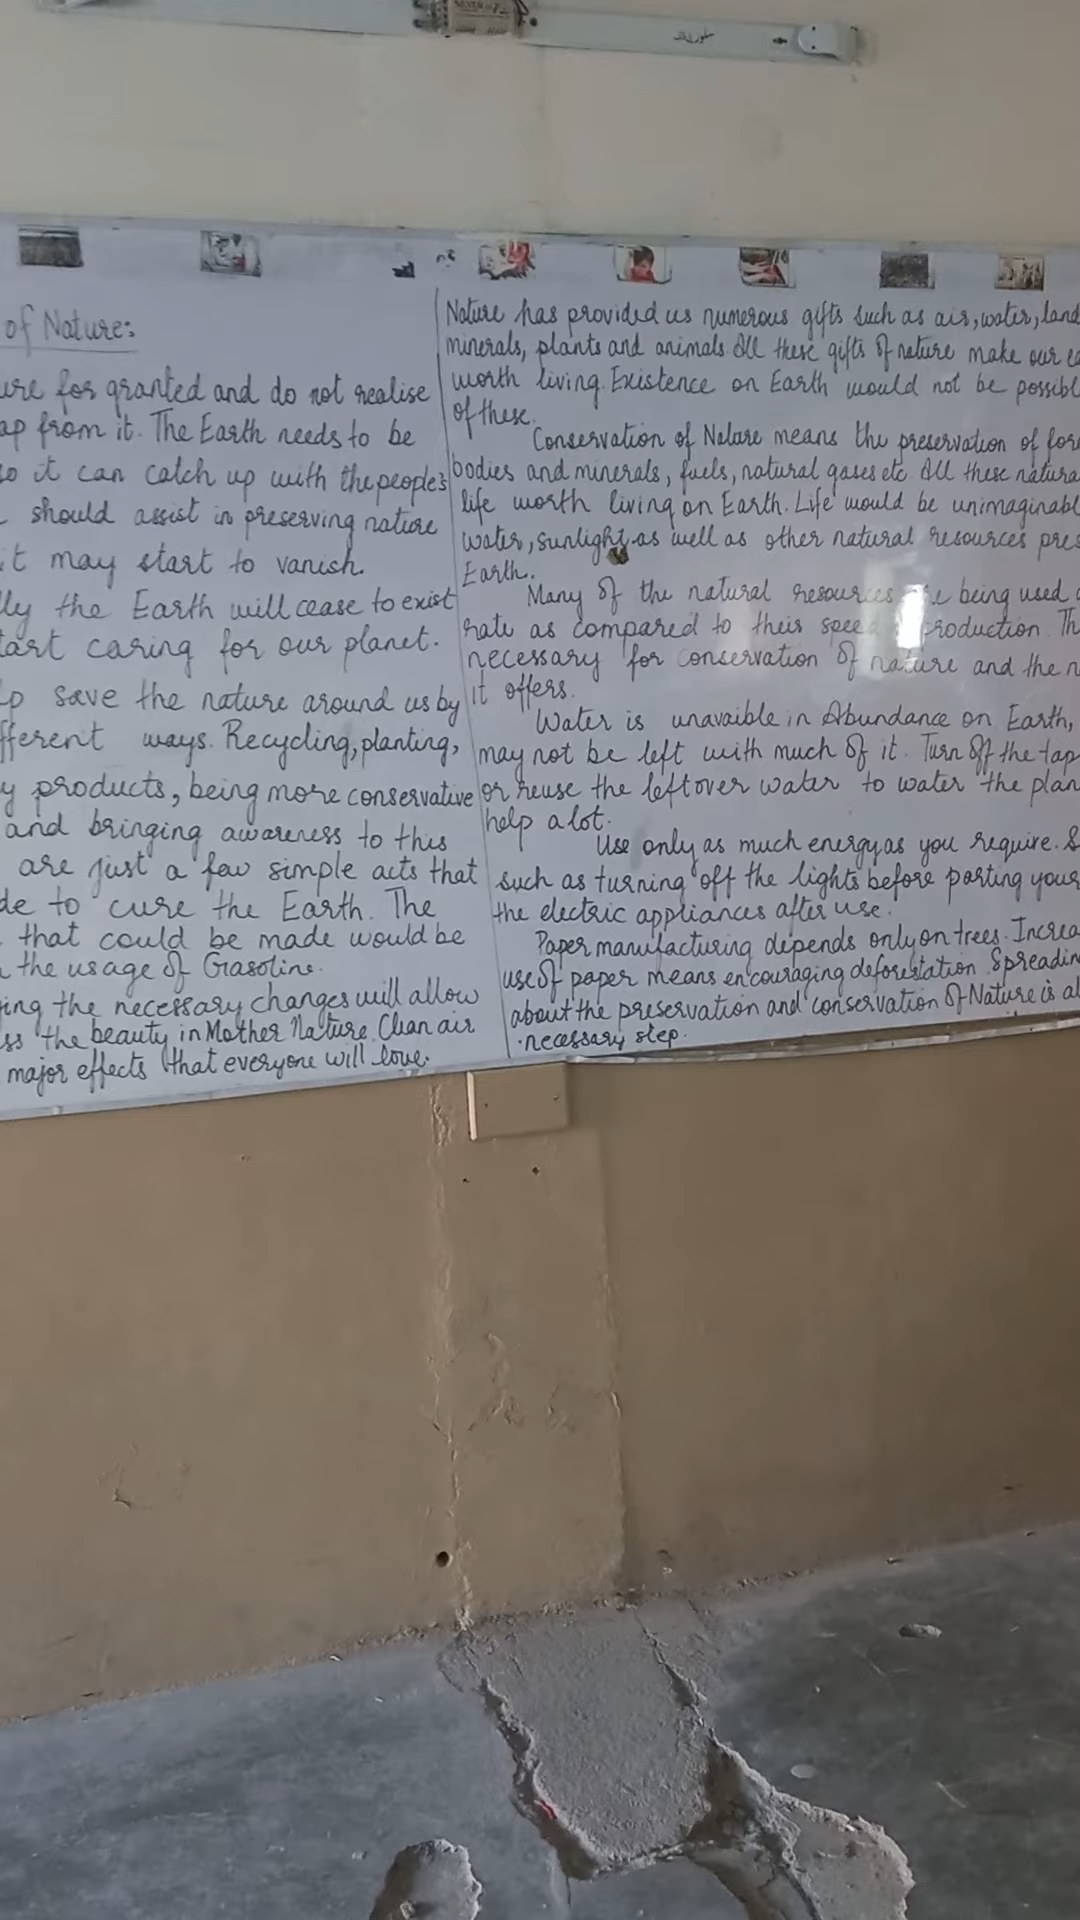 of Nature:
ure for granted and do not realise
ap from it. The Earth needs to be
so it can catch up with the people's
should assist in preserving nature
it may start to vanish.
lly the Earth will cease to exist
tart caring for our planet.
lp save the nature around us by
fferent ways. Recycling, planting,
y products, being more conservative
and bringing awareness to this
are just a few simple acts that
de to cure the Earth. The
that could be made would be
the usage of Gasoline.
ing the necessary changes will allow
ss the beauty in Mother Nature. Clean air
major effects that everyone will love.
Nature has provided us numerous gifts such as air, water, land
minerals, plants and animals. All these gifts of nature make our
worth living. Existence on Earth would not be possibl
of these.
Conservation of Nature means the preservation of fore
bodies and minerals, fuels, natural gases etc. All these natura
life worth living on Earth. Life would be unimaginabl
water, sunlight as well as other natural resources pres
Earth.
Many of the natural resources being used
rate as compared to their speed production. Th
necessary for conservation of nature and the
it offers.
Water is unavaible in Abundance on Earth,
may not be left with much of it. Turn off the tap
or reuse the leftover water to water the plan
help a lot.
Use only as much energy as you require. S
such as turning off the lights before parting your
the electric appliances after use.
Paper manufacturing depends only on trees. Increa
use of paper means encouraging deforestation. Spreadin
about the preservation and conservation of Nature is al
necessary step.